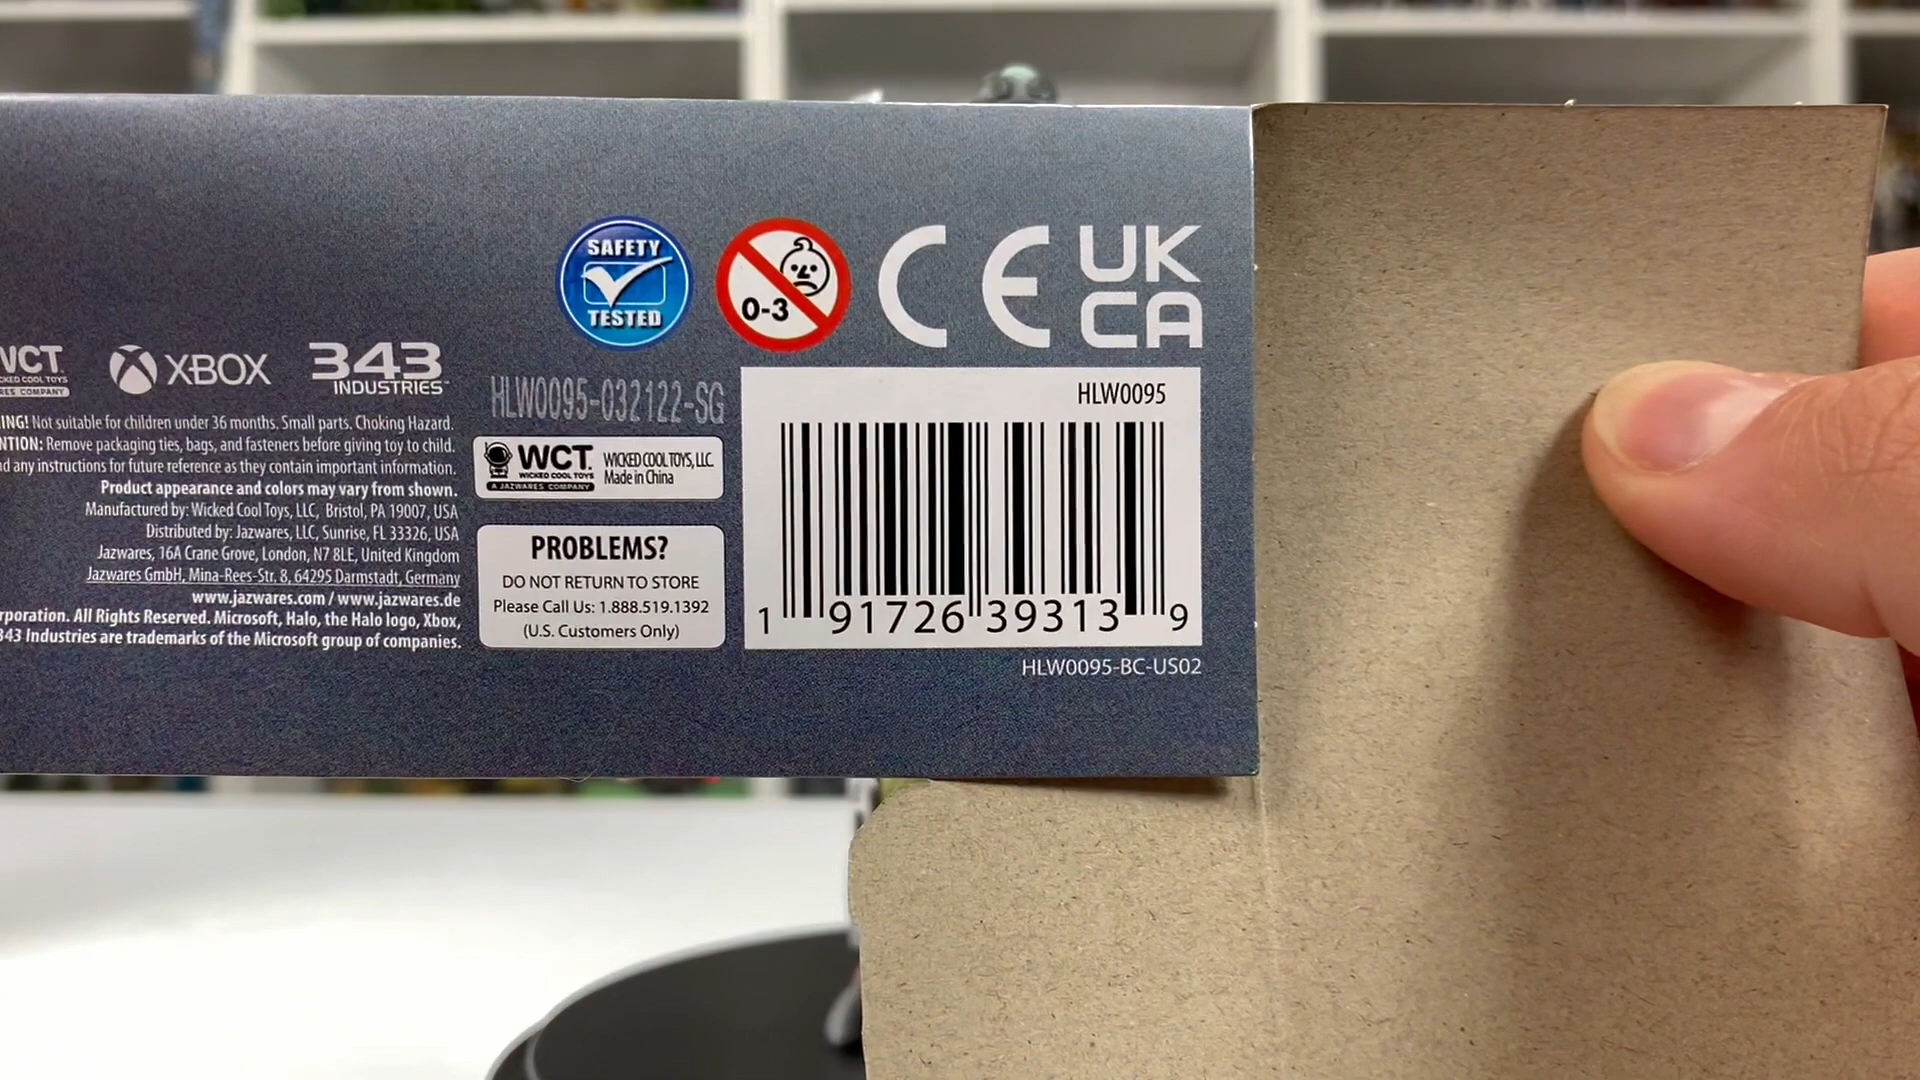 SAFETY
TESTED
0-3
CE
UK
CA
WCT.
XBOX
343
INDUSTRIES
HLW0095-032122-SG
HLW0095
Not suitable for children under 36 months. Small parts. Choking Hazard.
Remove packaging ties, bags, and fasteners before giving toy to child.
any instructions for future reference as they contain important information.
Product appearance and colors may vary from shown.
Manufactured by: Wicked Cool Toys, LLC, Bristol, PA 19007, USA
Distributed by: Jazwares, LLC, Sunrise, FL 33326, USA
Jazwares, 16A Crane Grove, London, N7 8LE, United Kingdom
Jazwares GmbH, Mina-Rees-Str. 8, 64295 Darmstadt, Germany
www.jazwares.com / www.jazwares.de
All Rights Reserved. Microsoft, Halo, the Halo logo, Xbox,
343 Industries are trademarks of the Microsoft group of companies.
WCT.
WICKED COOL TOYS
A JAZWARES COMPANY
WICKED COOL TOYS, LLC.
Made in China
PROBLEMS?
DO NOT RETURN TO STORE
Please Call Us: 1.888.519.1392
(U.S. Customers Only)
1 91726 39313 9
HLW0095-BC-US02